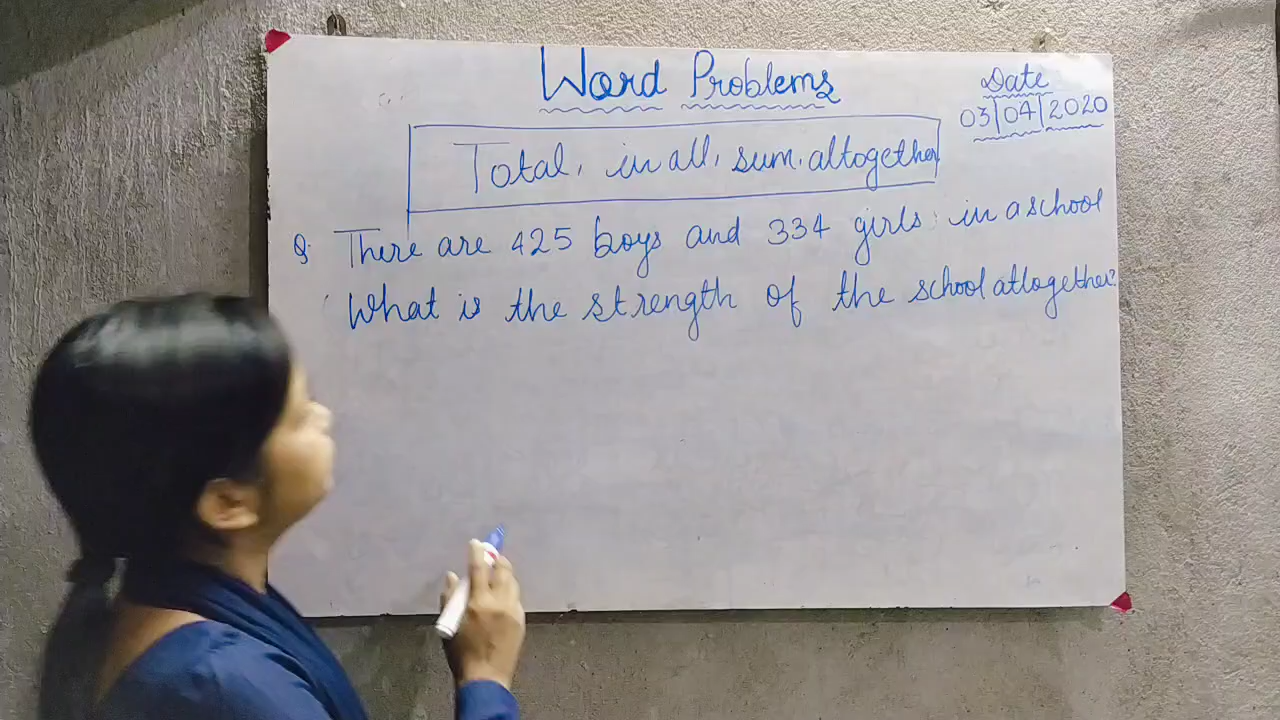 Word Problems
Date
03/04/2020
Total, in all, sum, altogether
Q. There are 425 boys and 334 girls in a school
What is the strength of the school altogether?